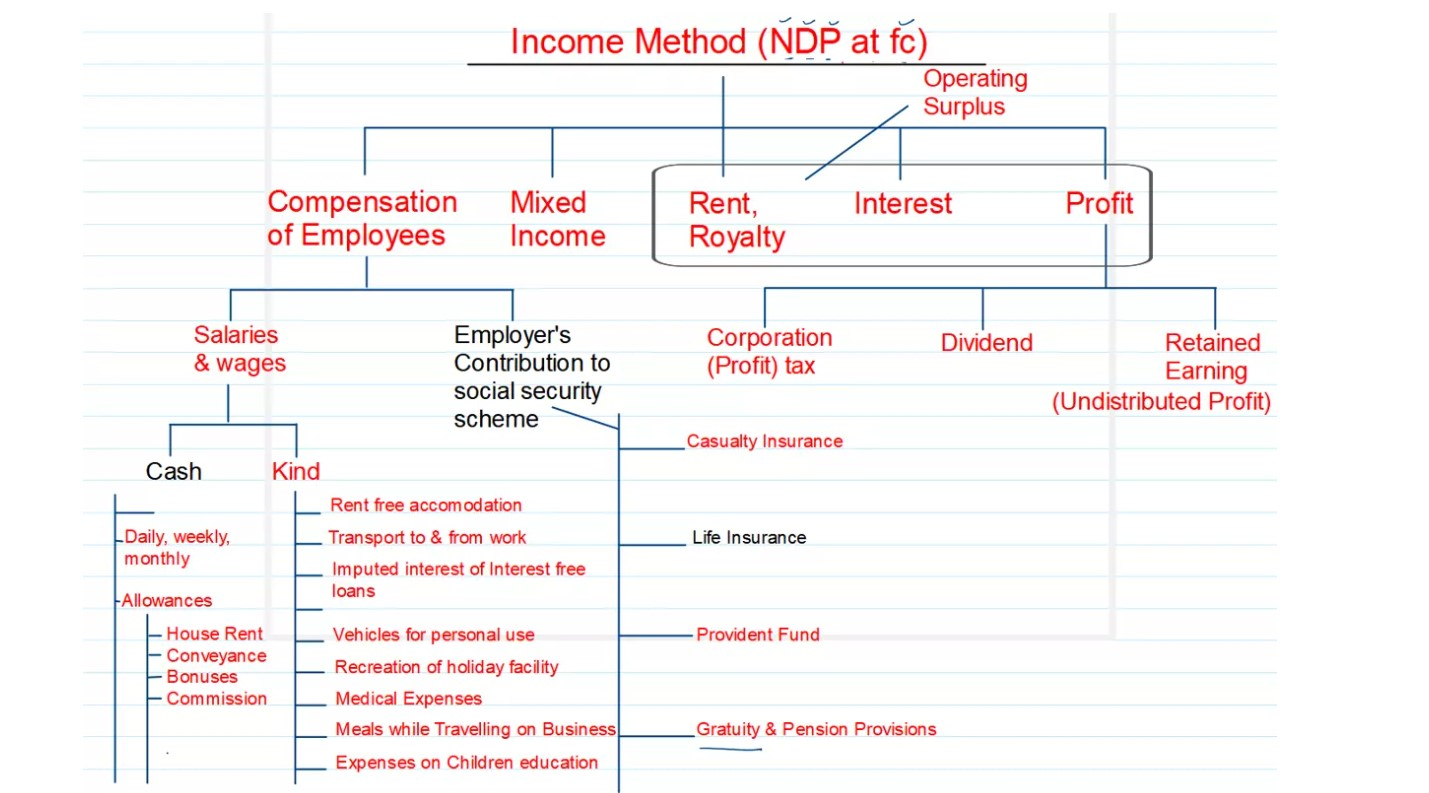 Income Method (NDP at fc)
Operating
Surplus
Compensation
of Employees
Mixed
Income
Rent,
Royalty
Interest
Profit
Salaries
& wages
Employer's
Contribution to
social security
scheme
Corporation
(Profit) tax
Dividend
Retained
Earning
(Undistributed Profit)
Cash
Kind
Daily, weekly,
monthly
Allowances
House Rent
Conveyance
Bonuses
Commission
Rent free accomodation
Transport to & from work
Imputed interest of Interest free
loans
Vehicles for personal use
Recreation of holiday facility
Medical Expenses
Meals while Travelling on Business
Expenses on Children education
Casualty Insurance
Life Insurance
Provident Fund
Gratuity & Pension Provisions